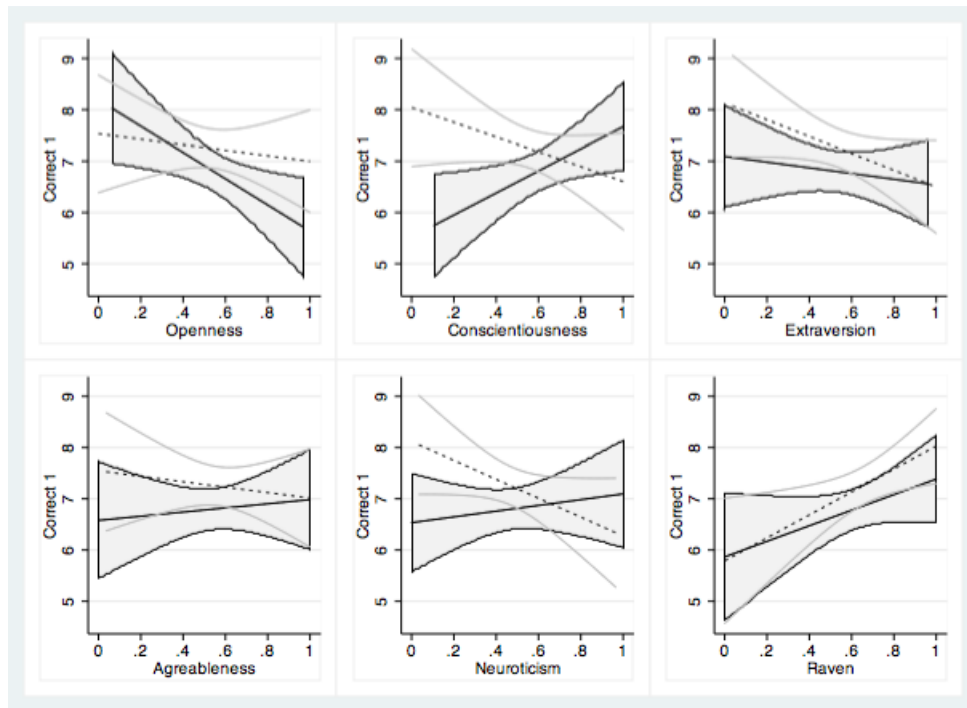 Correct 1
9
8
7
6
5
0 .2 .4 .6 .8 1
Openness
Correct 1
9
8
7
6
5
0 .2 .4 .6 .8 1
Conscientiousness
Correct 1
9
8
7
6
5
0 .2 .4 .6 .8 1
Extraversion
Correct 1
9
8
7
6
5
0 .2 .4 .6 .8 1
Agreableness
Correct 1
9
8
7
6
5
0 .2 .4 .6 .8 1
Neuroticism
Correct 1
9
8
7
6
5
0 .2 .4 .6 .8 1
Raven